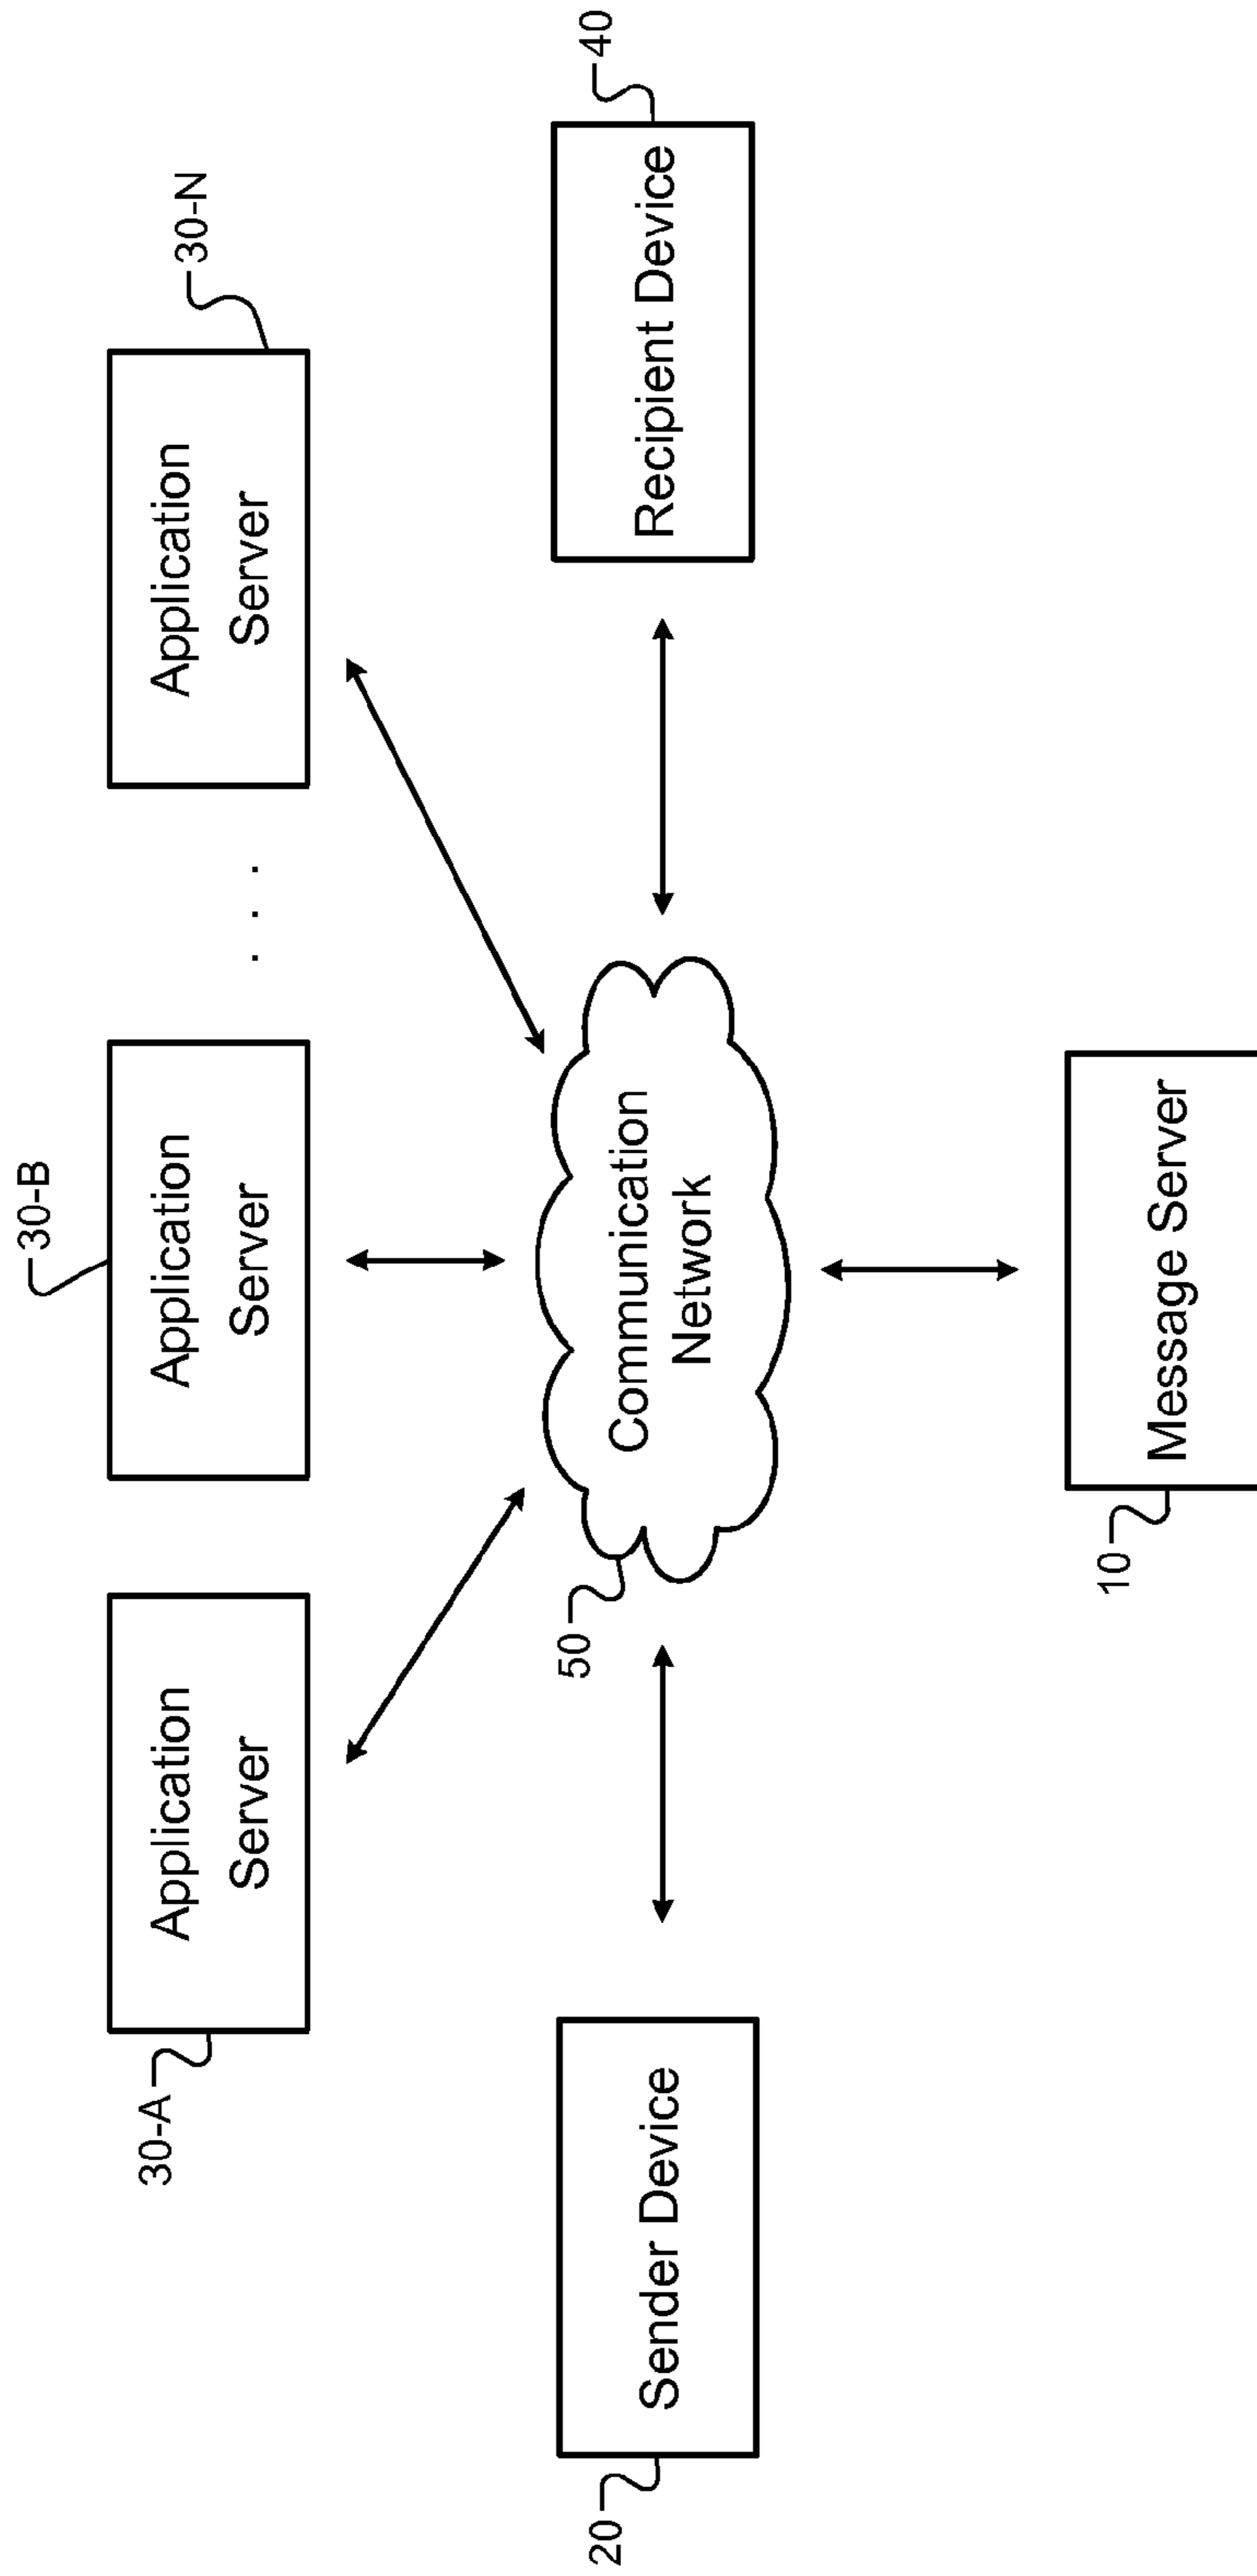 30-A
30-B
30-N
Application
Server
Application
Server
. . .
Application
Server
20
Sender Device
50
Communication
Network
Recipient Device
40
10
Message Server